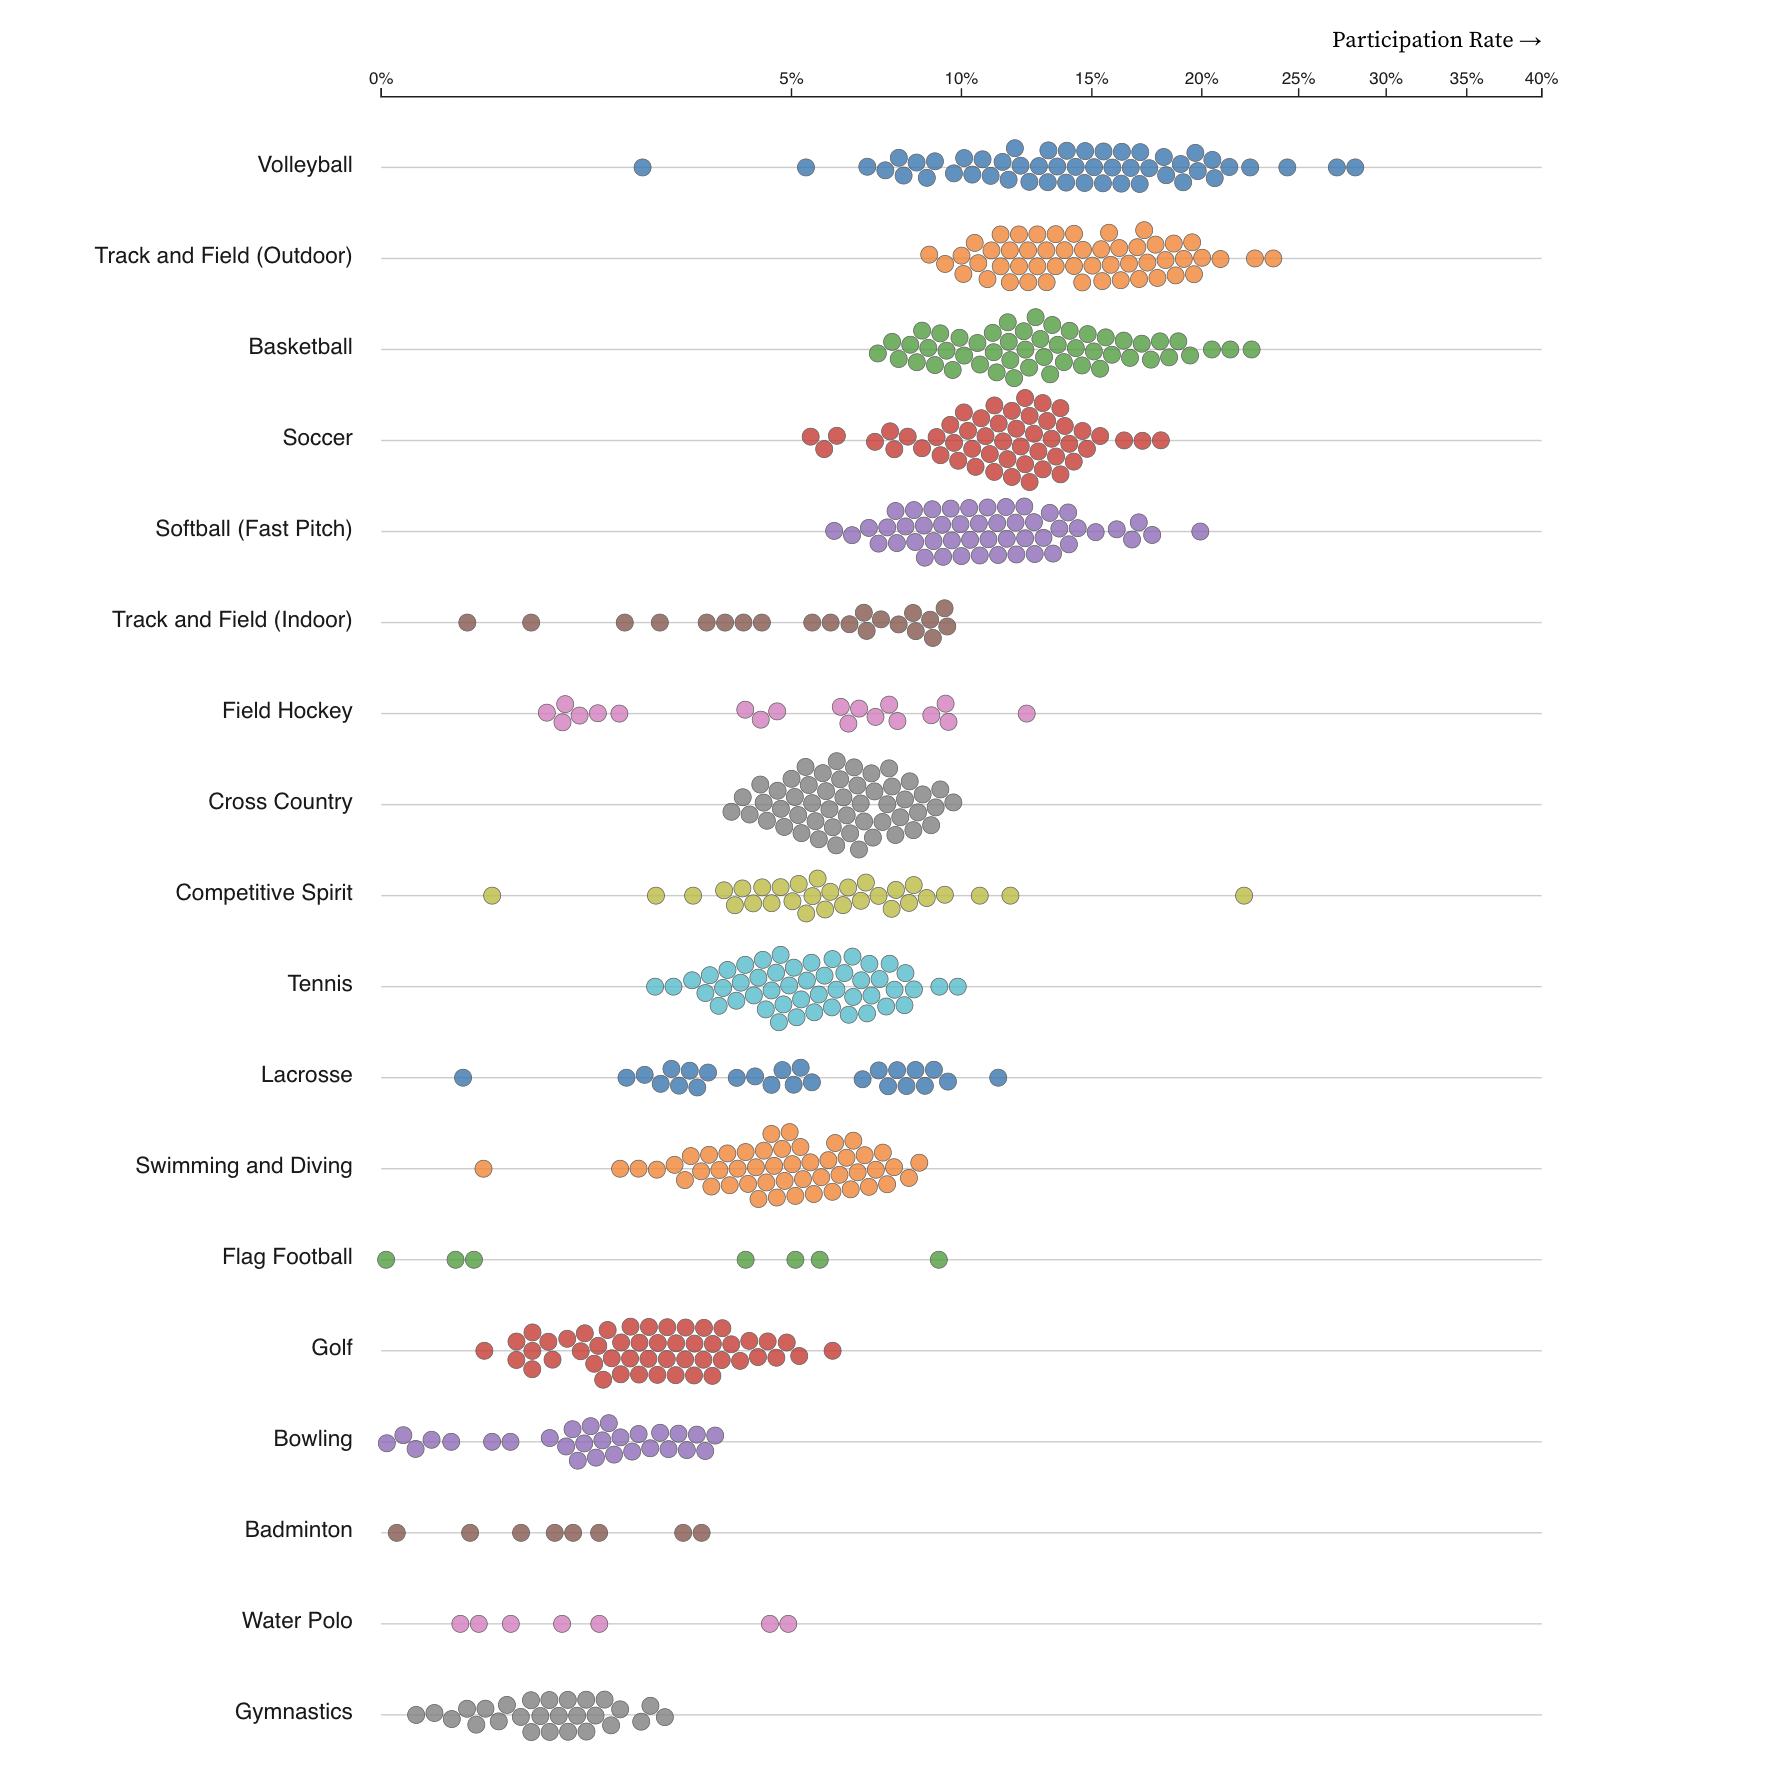 Participation Rate →
0% 5% 10% 15% 20% 25% 30% 35% 40%
Volleyball
Track and Field (Outdoor)
Basketball
Soccer
Softball (Fast Pitch)
Track and Field (Indoor)
Field Hockey
Cross Country
Competitive Spirit
Tennis
Lacrosse
Swimming and Diving
Flag Football
Golf
Bowling
Badminton
Water Polo
Gymnastics